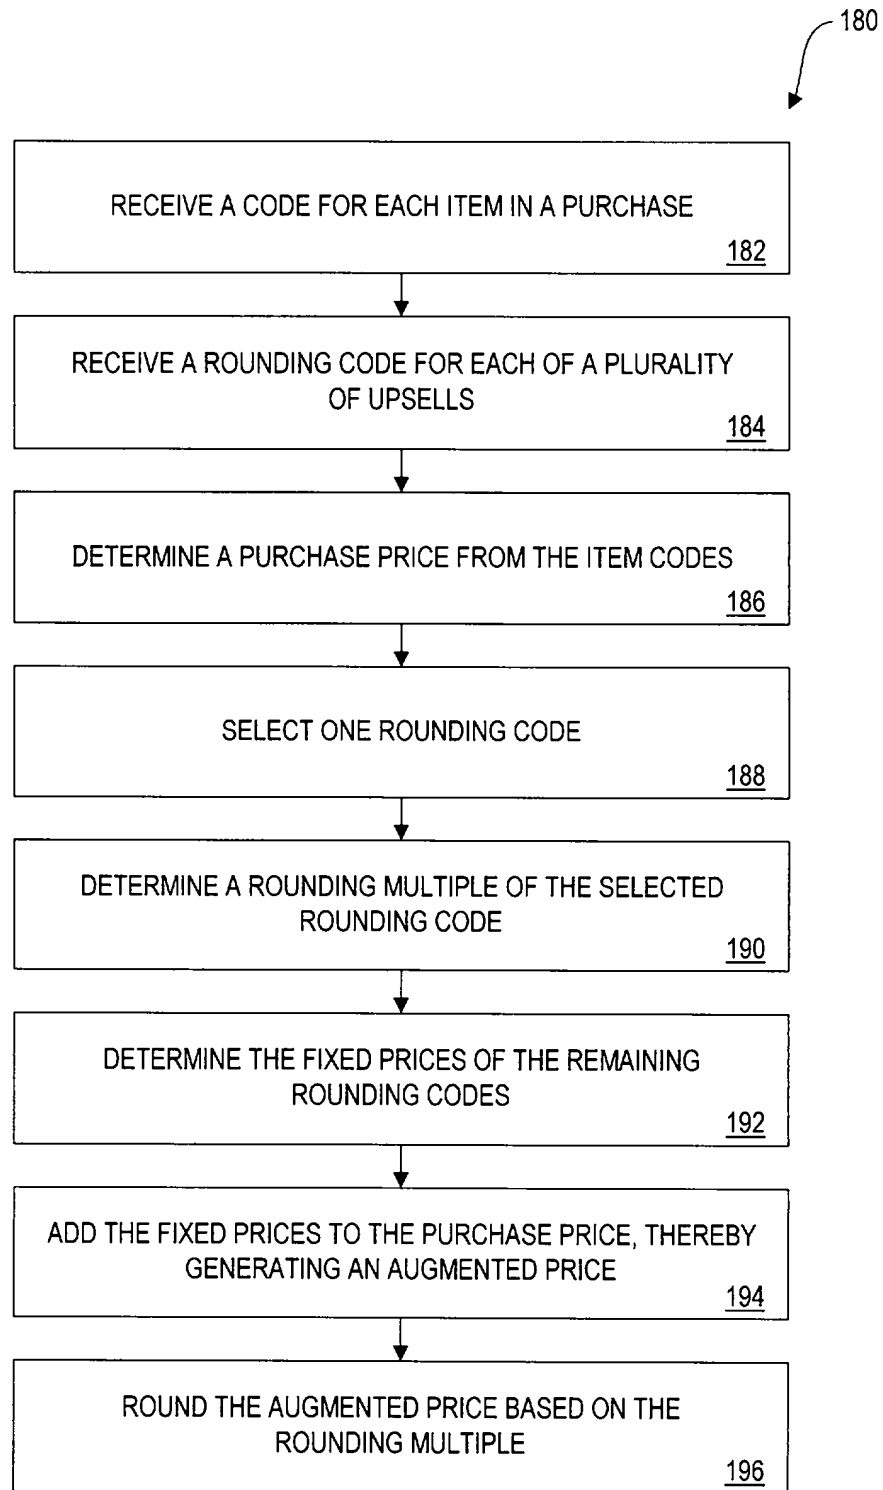 180
RECEIVE A CODE FOR EACH ITEM IN A PURCHASE
182
RECEIVE A ROUNDING CODE FOR EACH OF A PLURALITY
OF UPSELLS
184
DETERMINE A PURCHASE PRICE FROM THE ITEM CODES
186
SELECT ONE ROUNDING CODE
188
DETERMINE A ROUNDING MULTIPLE OF THE SELECTED
ROUNDING CODE
190
DETERMINE THE FIXED PRICES OF THE REMAINING
ROUNDING CODES
192
ADD THE FIXED PRICES TO THE PURCHASE PRICE, THEREBY
GENERATING AN AUGMENTED PRICE
194
ROUND THE AUGMENTED PRICE BASED ON THE
ROUNDING MULTIPLE
196